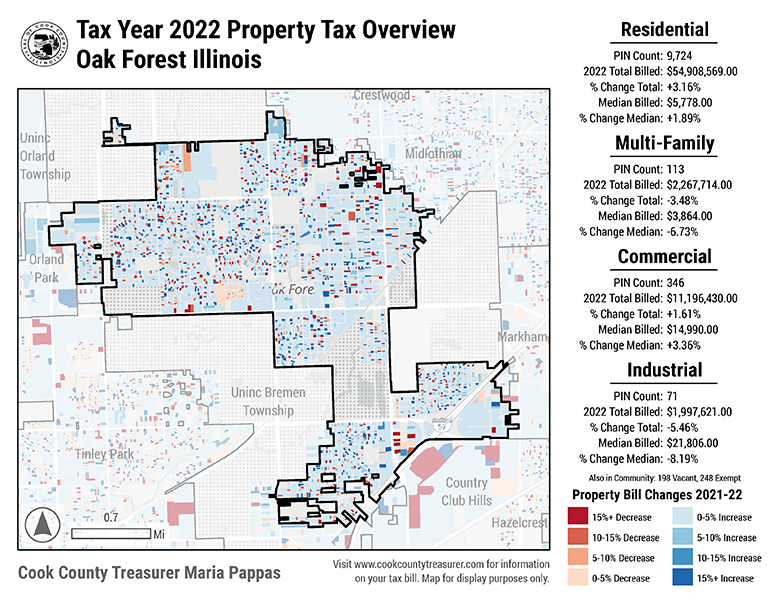 Tax Year 2022 Property Tax Overview
Oak Forest Illinois
Crestwood
Uninc
Orland
Township
Midlothian
Orland
Park
Markham
Uninc Bremen
Township
57
Tinley Park
Country
Club Hills
Hazelcrest
0.7
Mi
Cook County Treasurer Maria Pappas
Visit www.cookcountytreasurer.com for information
on your tax bill. Map for display purposes only.
Residential
PIN Count: 9,724
2022 Total Billed: $54,908,569.00
% Change Total: +3.16%
Median Billed: $5,778.00
% Change Median: +1.89%
Multi-Family
PIN Count: 113
2022 Total Billed: $2,267,714.00
% Change Total: -3.48%
Median Billed: $3,864.00
% Change Median: -6.73%
Commercial
PIN Count: 346
2022 Total Billed: $11,196,430.00
% Change Total: +1.61%
Median Billed: $14,990.00
% Change Median: +3.36%
Industrial
PIN Count: 71
2022 Total Billed: $1,997,621.00
% Change Total: -5.46%
Median Billed: $21,806.00
% Change Median: -8.19%
Also in Community: 198 Vacant, 248 Exempt
Property Bill Changes 2021-22
15%+ Decrease
0-5% Increase
10-15% Decrease
5-10% Increase
5-10% Decrease
10-15% Increase
0-5% Decrease
15%+ Increase